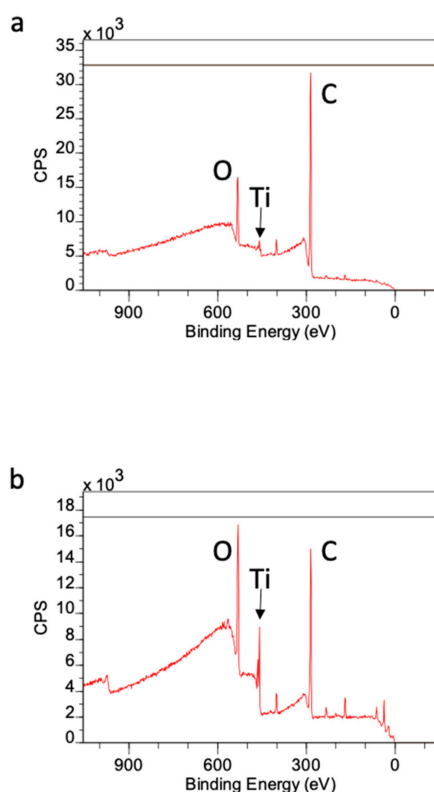 a
x 10³
35
30
25
20
15
10
5
0
CPS
O
Ti
C
900 600 300 0
Binding Energy (eV)
b
x 10³
18
16
14
12
10
8
6
4
2
0
CPS
O
Ti
C
900 600 300 0
Binding Energy (eV)